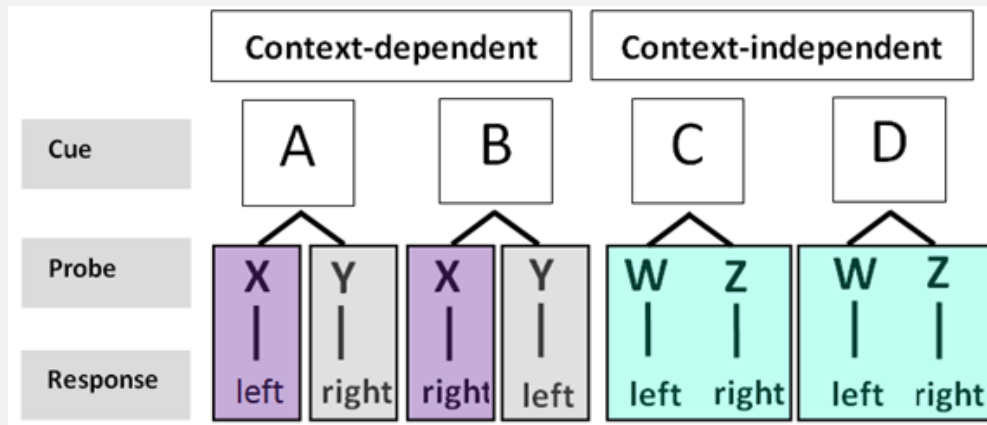 Context-dependent Context-independent
Cue A B C D
Probe X Y X Y W Z W Z
Response left right right left left right left right